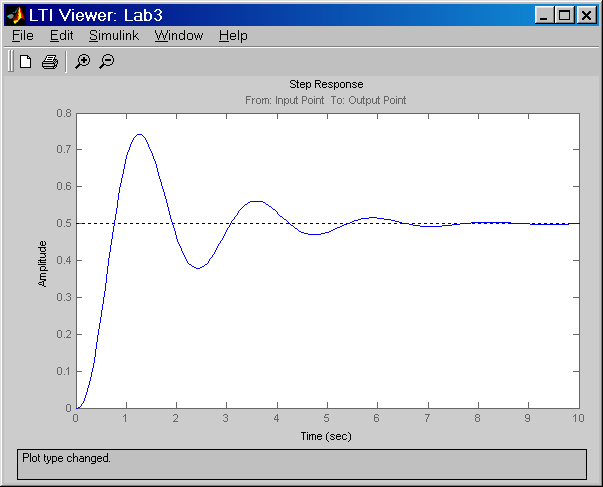 LTI Viewer: Lab3
File Edit Simulink Window Help
Step Response
From: Input Point To: Output Point
0.8
0.7
0.6
0.5
0.4
0.3
0.2
0.1
0
Amplitude
0 1 2 3 4 5 6 7 8 9 10
Time (sec)
Plot type changed.